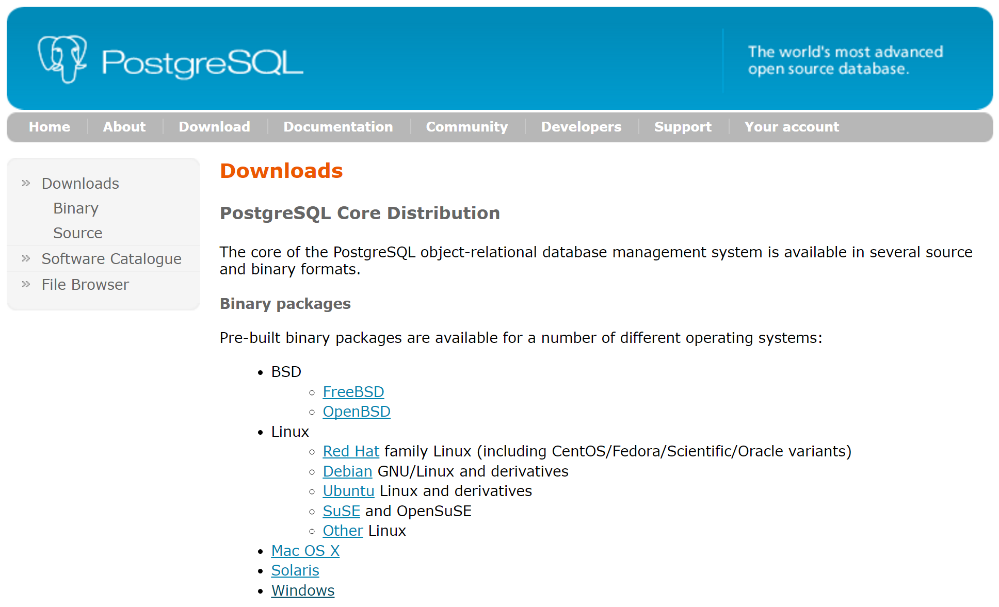 PostgreSQL
The world's most advanced
open source database.
Home About Download Documentation Community Developers Support Your account
Downloads
Binary
Source
Software Catalogue
File Browser
Downloads
PostgreSQL Core Distribution
The core of the PostgreSQL object-relational database management system is available in several source
and binary formats.
Binary packages
Pre-built binary packages are available for a number of different operating systems:
BSD
FreeBSD
OpenBSD
Linux
Red Hat family Linux (including CentOS/Fedora/Scientific/Oracle variants)
Debian GNU/Linux and derivatives
Ubuntu Linux and derivatives
SuSE and OpenSuSE
Other Linux
Mac OS X
Solaris
Windows